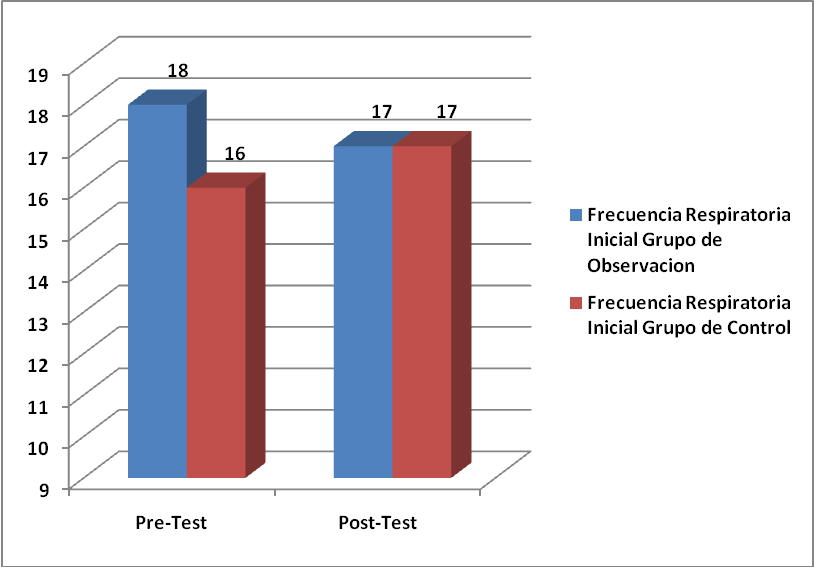 19
18
17
16
15
14
13
12
11
10
9
18
16
17
17
Pre-Test
Post-Test
Frecuencia Respiratoria
Inicial Grupo de
Observacion
Frecuencia Respiratoria
Inicial Grupo de Control